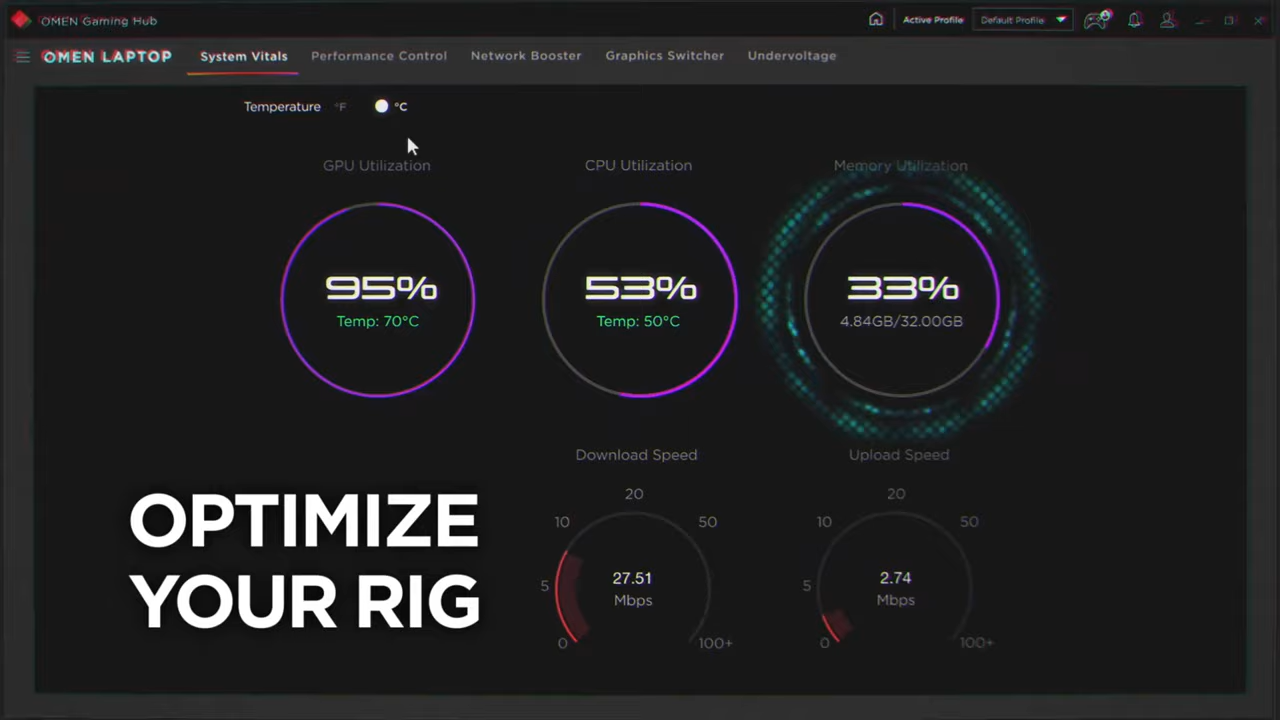 OMEN Gaming Hub
Active Profile
Default Profile
OMEN LAPTOP
System Vitals
Performance Control
Network Booster
Graphics Switcher
Undervoltage
Temperature °F °C
GPU Utilization
CPU Utilization
Memory Utilization
95%
Temp: 70°C
53%
Temp: 50°C
33%
4.84GB/32.00GB
Download Speed
0
5
10
20
50
100+
27.51
Mbps
Upload Speed
0
5
10
20
50
100+
2.74
Mbps
OPTIMIZE
YOUR RIG